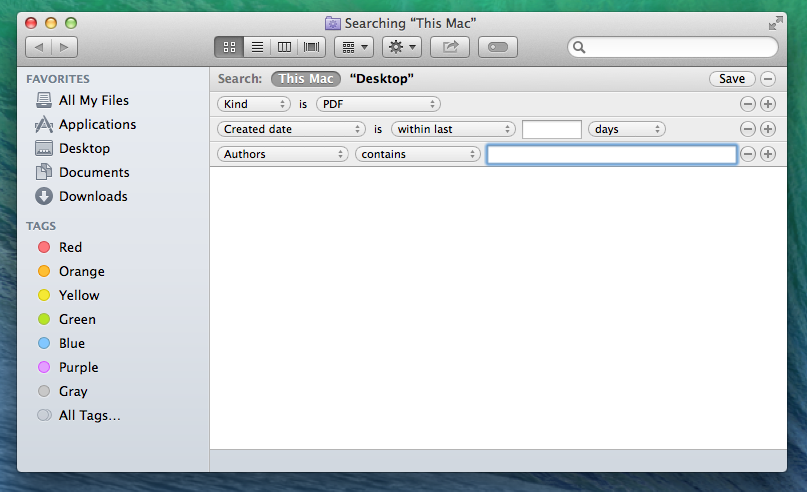 Searching “This Mac”
FAVORITES
All My Files
Applications
Desktop
Documents
Downloads
TAGS
Red
Orange
Yellow
Green
Blue
Purple
Gray
All Tags...
Search: This Mac “Desktop” Save
Kind is PDF
Created date is within last days
Authors contains